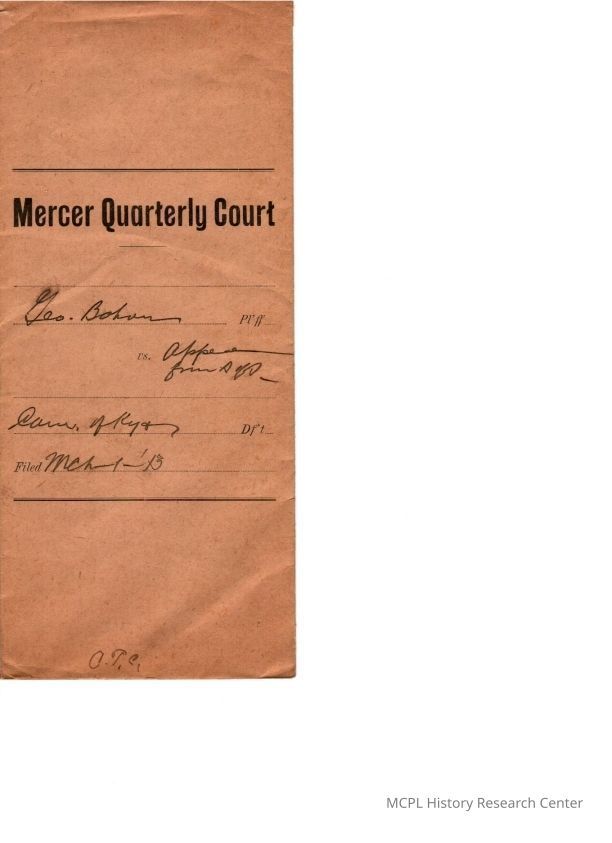 Mercer Quarterly Court
Geo. Bohon Pl'ff
vs. Appeal
from
Com. of Ky Df't
Filed Mch 1 - '13
MCPL History Research Center